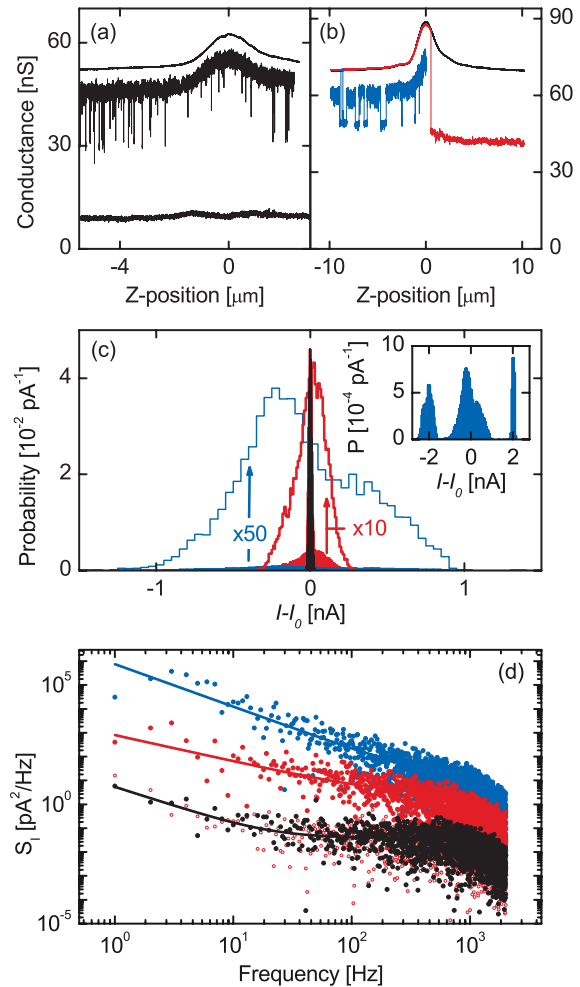 (a)
(b)
60
30
0
90
60
30
0
Conductance [nS]
-4
0
-10
0
10
Z-position [μm]
Z-position [μm]
(c)
4
2
0
Probability [10⁻² pA⁻¹]
x50
x10
10
5
0
P [10⁻⁴ pA⁻¹]
-2
0
2
I-I₀ [nA]
-1
0
1
I-I₀ [nA]
(d)
10⁵
10⁰
10⁻⁵
S_I [pA²/Hz]
10⁰
10¹
10²
10³
Frequency [Hz]